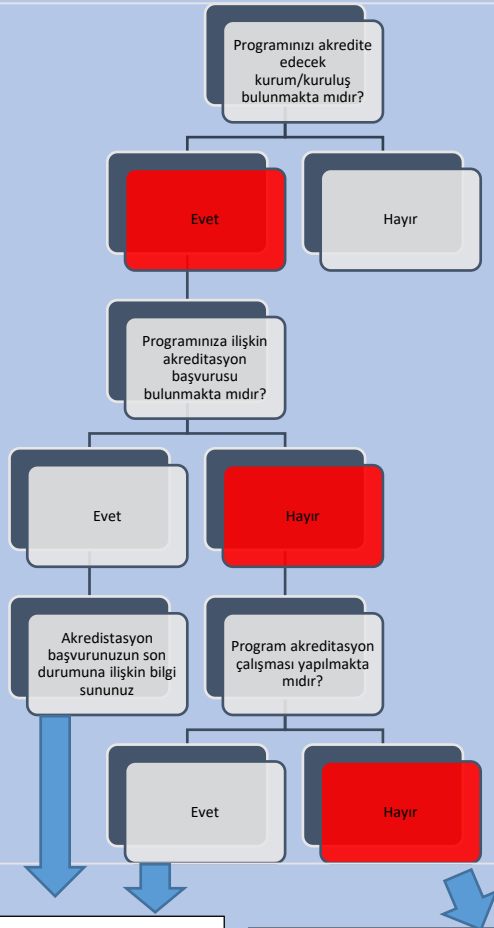 Programınızı akredite
edecek
kurum/kuruluş
bulunmakta mıdır?
Evet
Hayır
Programınıza ilişkin
akreditasyon
başvurusu
bulunmakta mıdır?
Evet
Hayır
Akredistasyon
başvurunuzun son
durumuna ilişkin bilgi
sununuz
Program akreditasyon
çalışması yapılmakta
mıdır?
Evet
Hayır